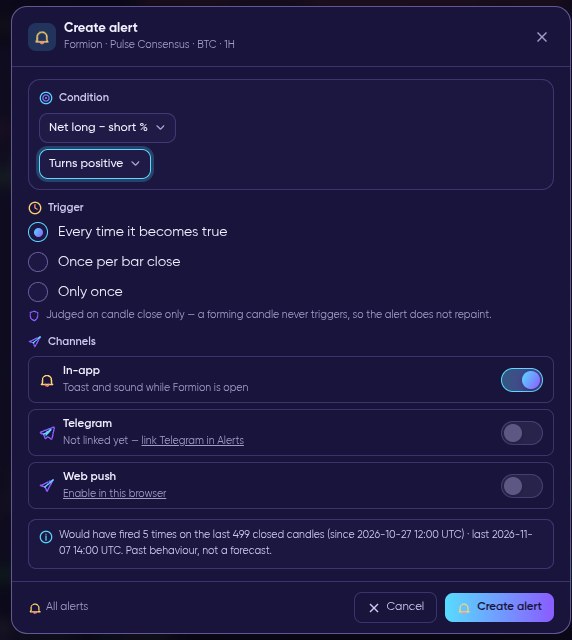 Create alert
Formion · Pulse Consensus · BTC · 1H
Condition
Net long − short %
Turns positive
Trigger
Every time it becomes true
Once per bar close
Only once
Judged on candle close only — a forming candle never triggers, so the alert does not repaint.
Channels
In-app
Toast and sound while Formion is open
Telegram
Not linked yet — link Telegram in Alerts
Web push
Enable in this browser
Would have fired 5 times on the last 499 closed candles (since 2026-10-27 12:00 UTC) · last 2026-11-
07 14:00 UTC. Past behaviour, not a forecast.
All alerts
Cancel
Create alert